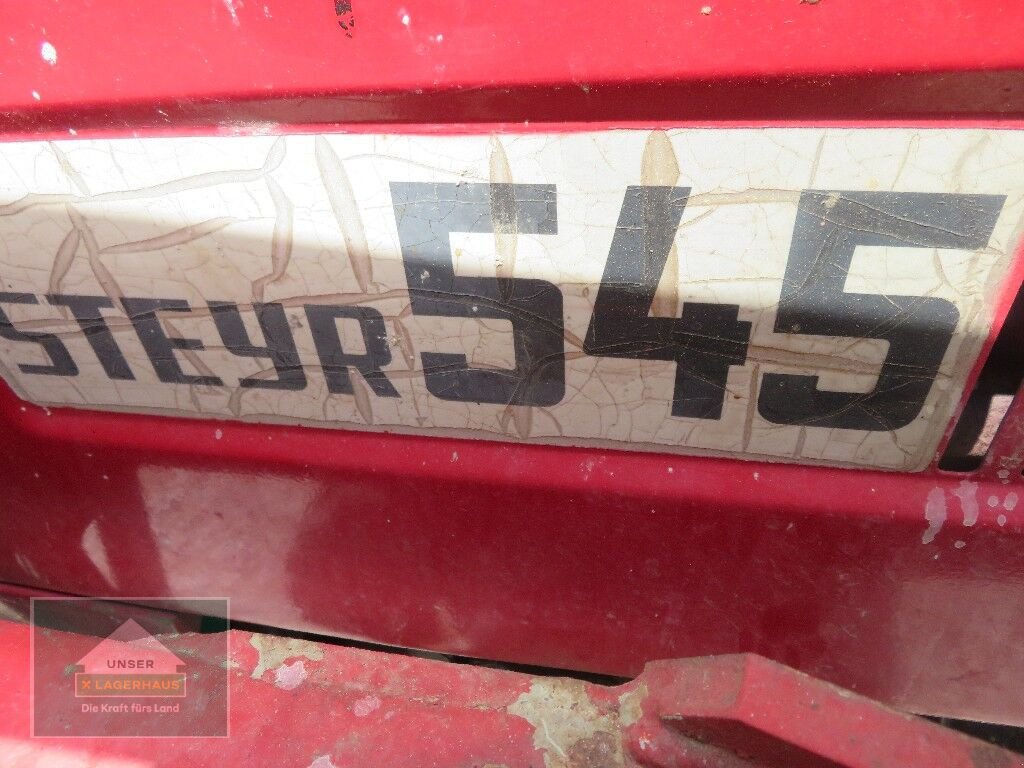 STEYR 545
UNSER
X LAGERHAUS
Die Kraft fürs Land